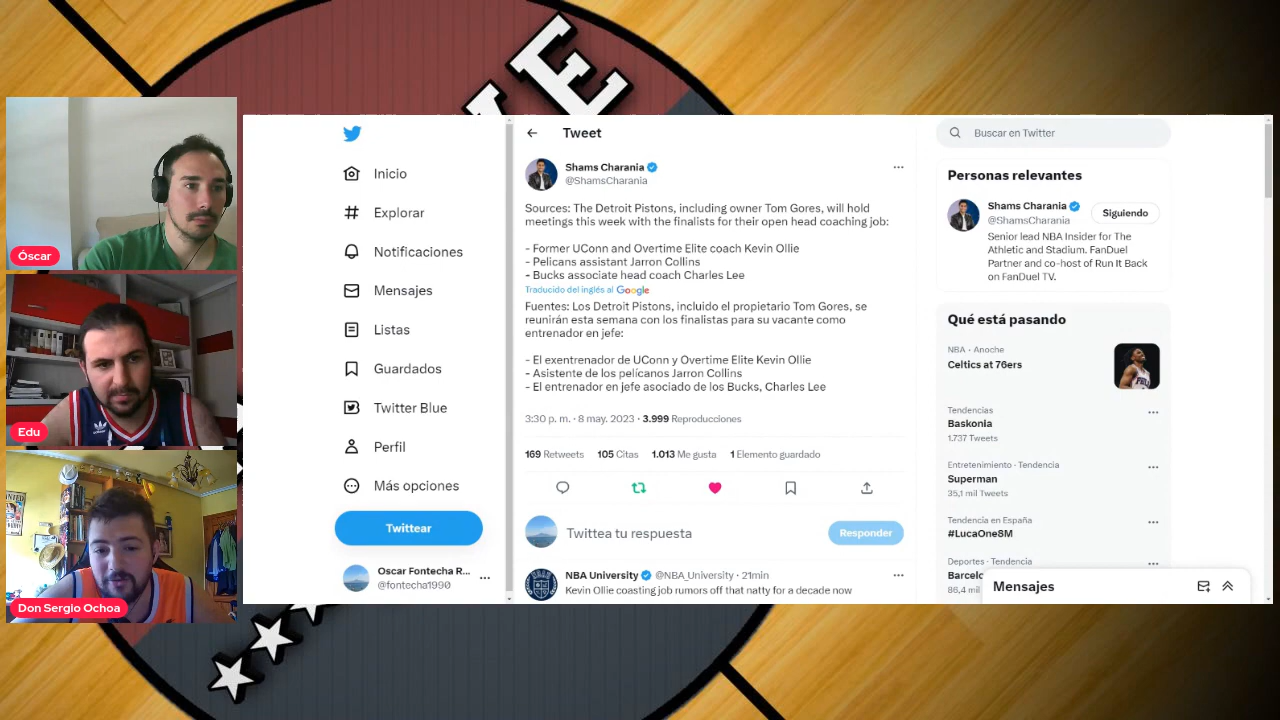 VE
Óscar
Edu
Don Sergio Ochoa
Inicio
Explorar
Notificaciones
Mensajes
Listas
Guardados
Twitter Blue
Perfil
Más opciones
Twittear
Oscar Fontecha R...
@fontecha1990
Tweet
Shams Charania
@ShamsCharania
Sources: The Detroit Pistons, including owner Tom Gores, will hold
meetings this week with the finalists for their open head coaching job:
- Former UConn and Overtime Elite coach Kevin Ollie
- Pelicans assistant Jarron Collins
- Bucks associate head coach Charles Lee
Traducido del inglés al Google
Fuentes: Los Detroit Pistons, incluido el propietario Tom Gores, se
reunirán esta semana con los finalistas para su vacante como
entrenador en jefe:
- El exentrenador de UConn y Overtime Elite Kevin Ollie
- Asistente de los pelícanos Jarron Collins
- El entrenador en jefe asociado de los Bucks, Charles Lee
3:30 p. m. · 8 may. 2023 · 3.999 Reproducciones
169 Retweets 105 Citas 1.013 Me gusta 1 Elemento guardado
Twittea tu respuesta
Responder
NBA University @NBA_University · 21min
Kevin Ollie coasting job rumors off that natty for a decade now
Buscar en Twitter
Personas relevantes
Shams Charania
@ShamsCharania
Siguiendo
Senior lead NBA Insider for The
Athletic and Stadium. FanDuel
Partner and co-host of Run It Back
on FanDuel TV.
Qué está pasando
NBA · Anoche
Celtics at 76ers
Tendencias
Baskonia
1.737 Tweets
Entretenimiento · Tendencia
Superman
35,1 mil Tweets
Tendencia en España
#LucaOne8M
Deportes · Tendencia
Barcelo
86,4 mil
Mensajes